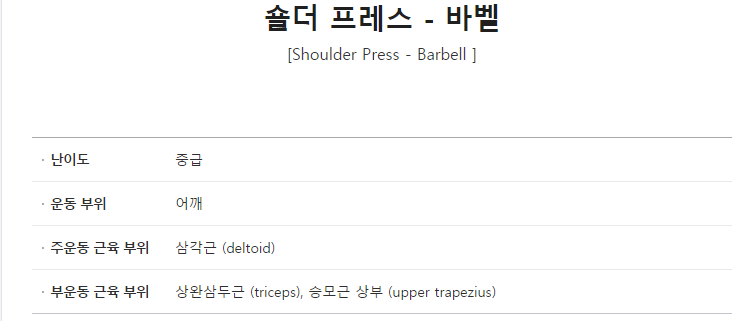 숄더 프레스 - 바벨
[Shoulder Press - Barbell ]
· 난이도 중급
· 운동 부위 어깨
· 주운동 근육 부위 삼각근 (deltoid)
· 부운동 근육 부위 상완삼두근 (triceps), 승모근 상부 (upper trapezius)